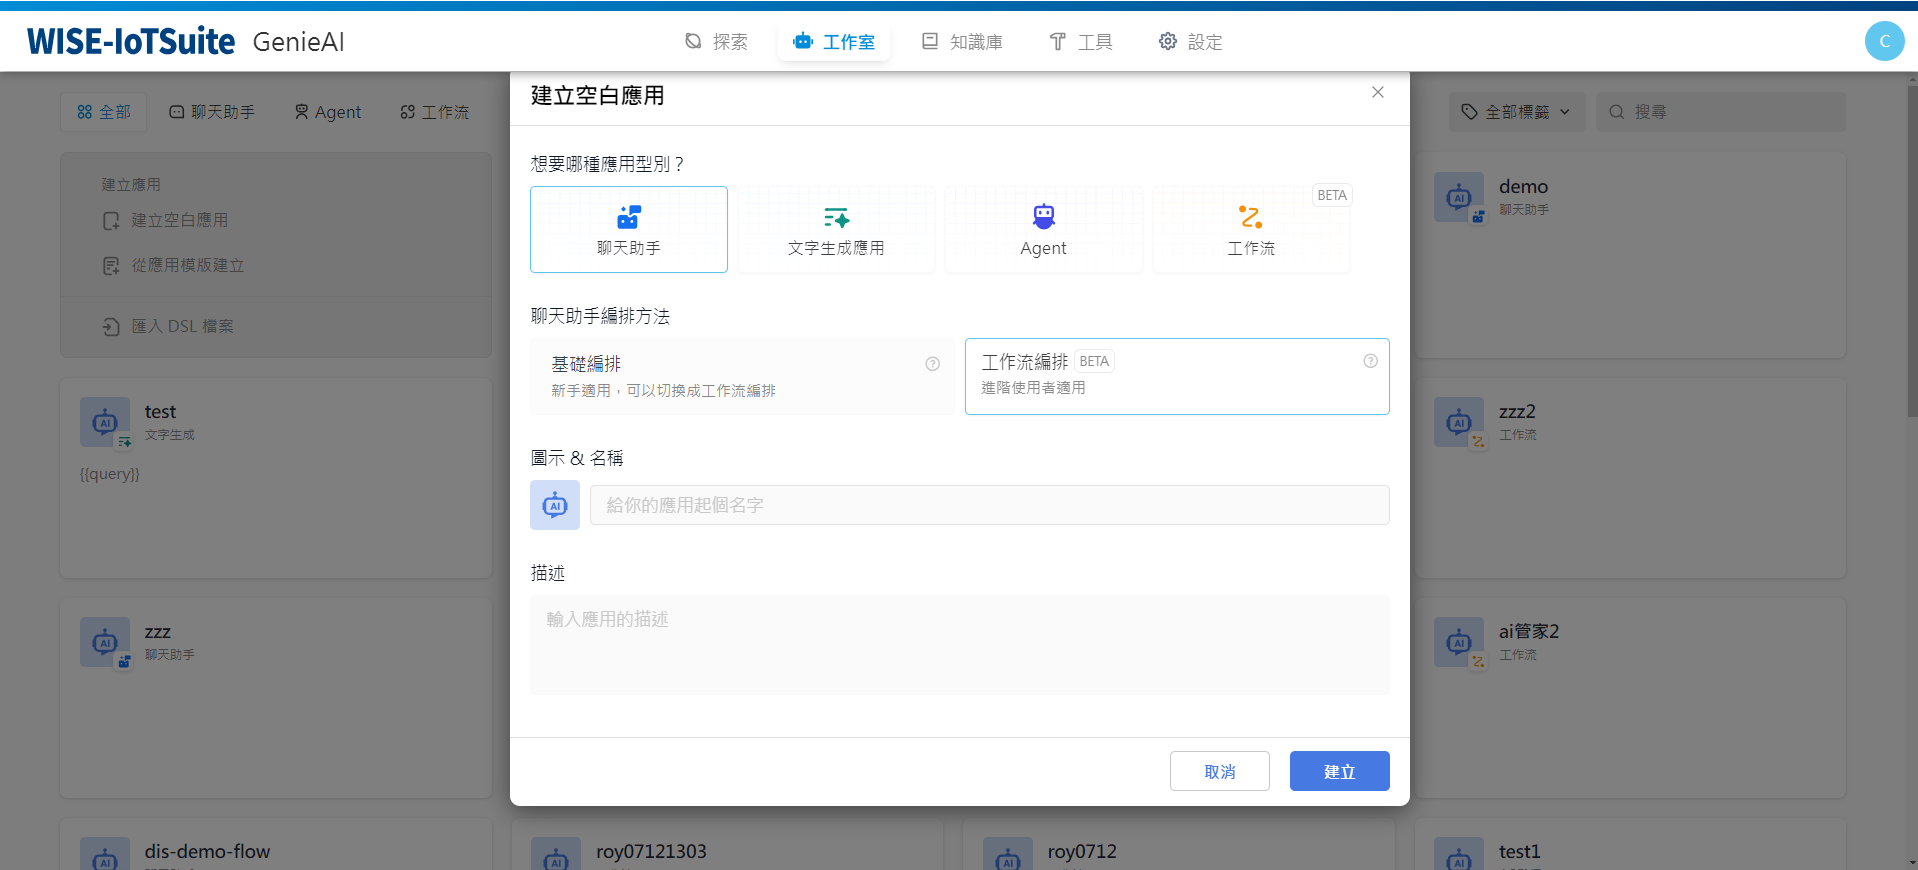 WISE-IoTSuite GenieAI
探索 工作室 知識庫 工具 設定 C
全部 聊天助手 Agent 工作流
全部標籤 搜尋
建立應用
建立空白應用
從應用模版建立
匯入 DSL 檔案
test
文字生成
{{query}}
zzz
聊天助手
dis-demo-flow
建立空白應用
想要哪種應用型別？
聊天助手
文字生成應用
Agent
工作流
BETA
聊天助手編排方法
基礎編排
新手適用，可以切換成工作流編排
工作流編排 BETA
進階使用者適用
圖示 & 名稱
AI 給你的應用起個名字
描述
輸入應用的描述
取消 建立
roy07121303
roy0712
demo
聊天助手
zzz2
工作流
ai管家2
工作流
test1